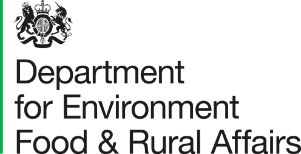 Department
for Environment
Food & Rural Affairs